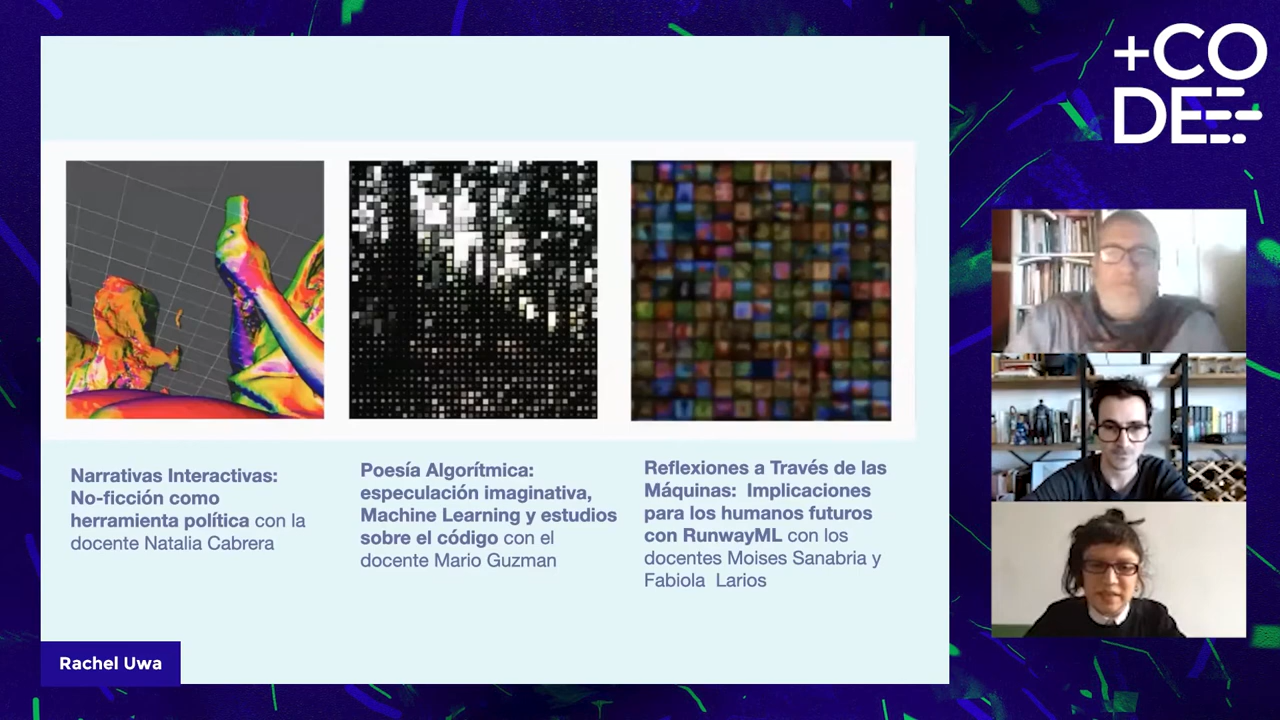 +CO
DE
Narrativas Interactivas:
No-ficción como
herramienta política con la
docente Natalia Cabrera
Poesía Algorítmica:
especulación imaginativa,
Machine Learning y estudios
sobre el código con el
docente Mario Guzman
Reflexiones a Través de las
Máquinas: Implicaciones
para los humanos futuros
con RunwayML con los
docentes Moises Sanabria y
Fabiola Larios
Rachel Uwa